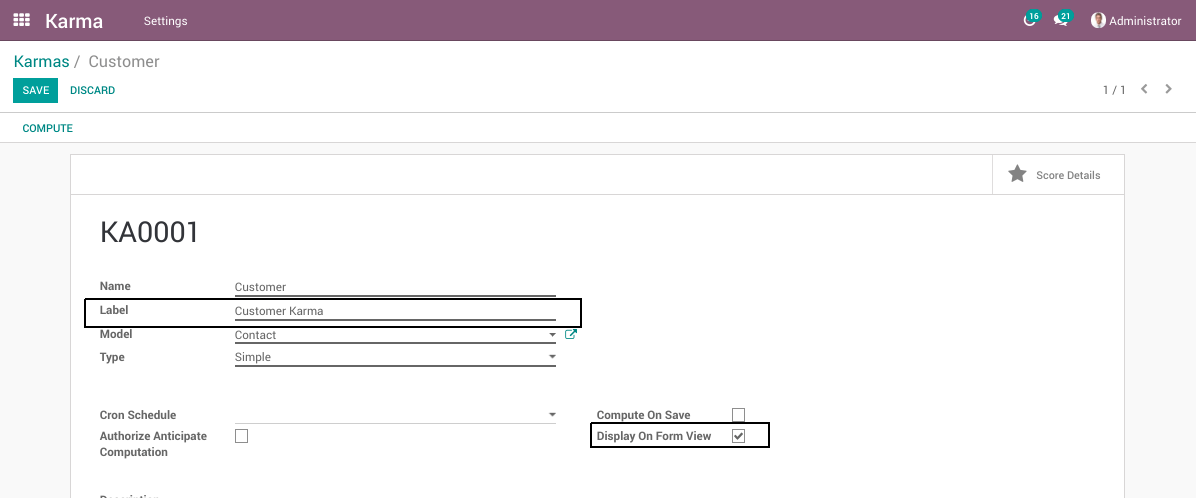 Karma Settings 16 21 Administrator
Karmas / Customer
SAVE DISCARD 1 / 1
COMPUTE
Score Details
KA0001
Name Customer
Label Customer Karma
Model Contact
Type Simple
Cron Schedule Compute On Save
Authorize Anticipate Display On Form View
Computation